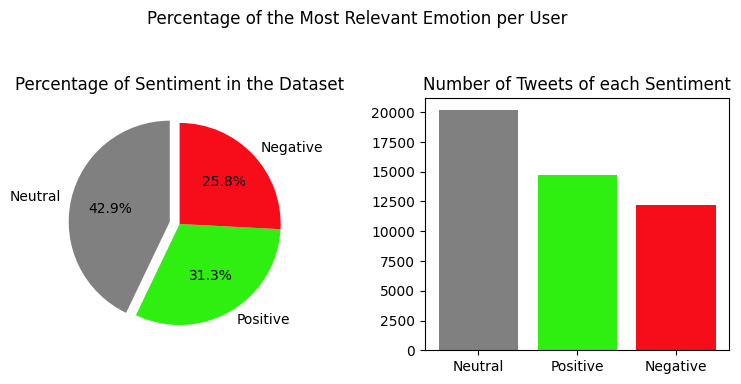 Percentage of the Most Relevant Emotion per User
Percentage of Sentiment in the Dataset
Negative
25.8%
Neutral
42.9%
31.3%
Positive
Number of Tweets of each Sentiment
20000
17500
15000
12500
10000
7500
5000
2500
0
Neutral Positive Negative